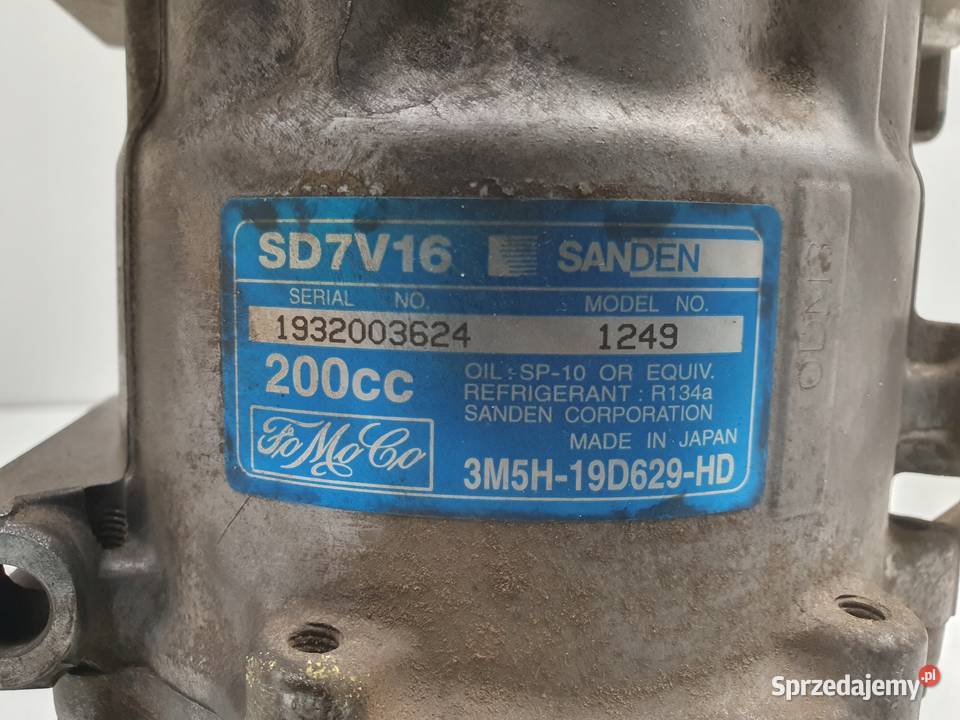 SD7V16 SANDEN
SERIAL NO. MODEL NO.
1932003624 1249
200cc OIL : SP-10 OR EQUIV.
REFRIGERANT : R134a
SANDEN CORPORATION
MADE IN JAPAN
FoMoCo 3M5H-19D629-HD
Sprzedajemy.pl